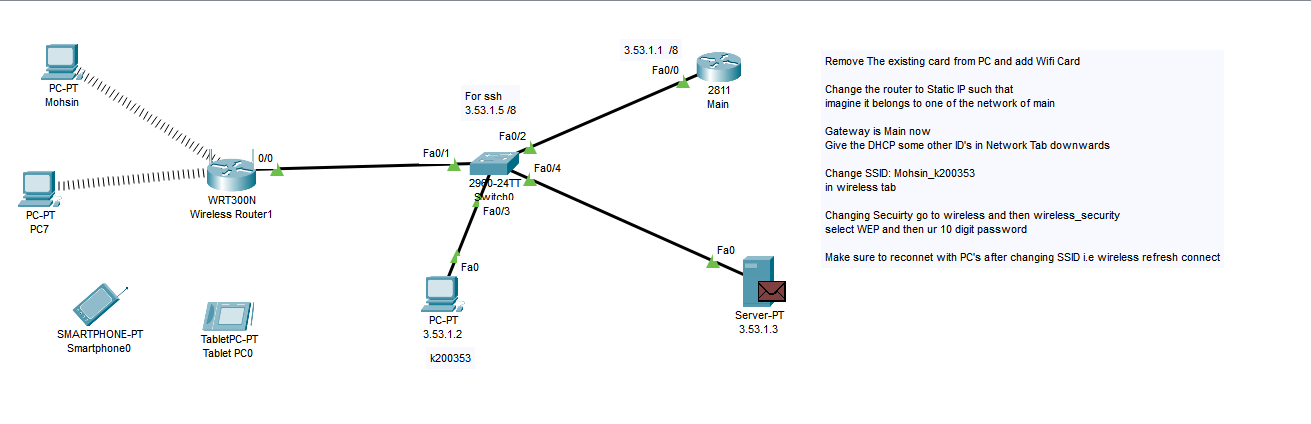 3.53.1.1 /8
Fa0/0
2811
Main
PC-PT
Mohsin
For ssh
3.53.1.5 /8
Fa0/2
Fa0/1
0/0
Fa0/4
2960-24TT
Switch0
Fa0/3
WRT300N
Wireless Router1
PC-PT
PC7
Fa0
Fa0
PC-PT
3.53.1.2
k200353
Server-PT
3.53.1.3
SMARTPHONE-PT
Smartphone0
TabletPC-PT
Tablet PC0
Remove The existing card from PC and add Wifi Card
Change the router to Static IP such that
imagine it belongs to one of the network of main
Gateway is Main now
Give the DHCP some other ID's in Network Tab downwards
Change SSID: Mohsin_k200353
in wireless tab
Changing Secuirty go to wireless and then wireless_security
select WEP and then ur 10 digit password
Make sure to reconnet with PC's after changing SSID i.e wireless refresh connect